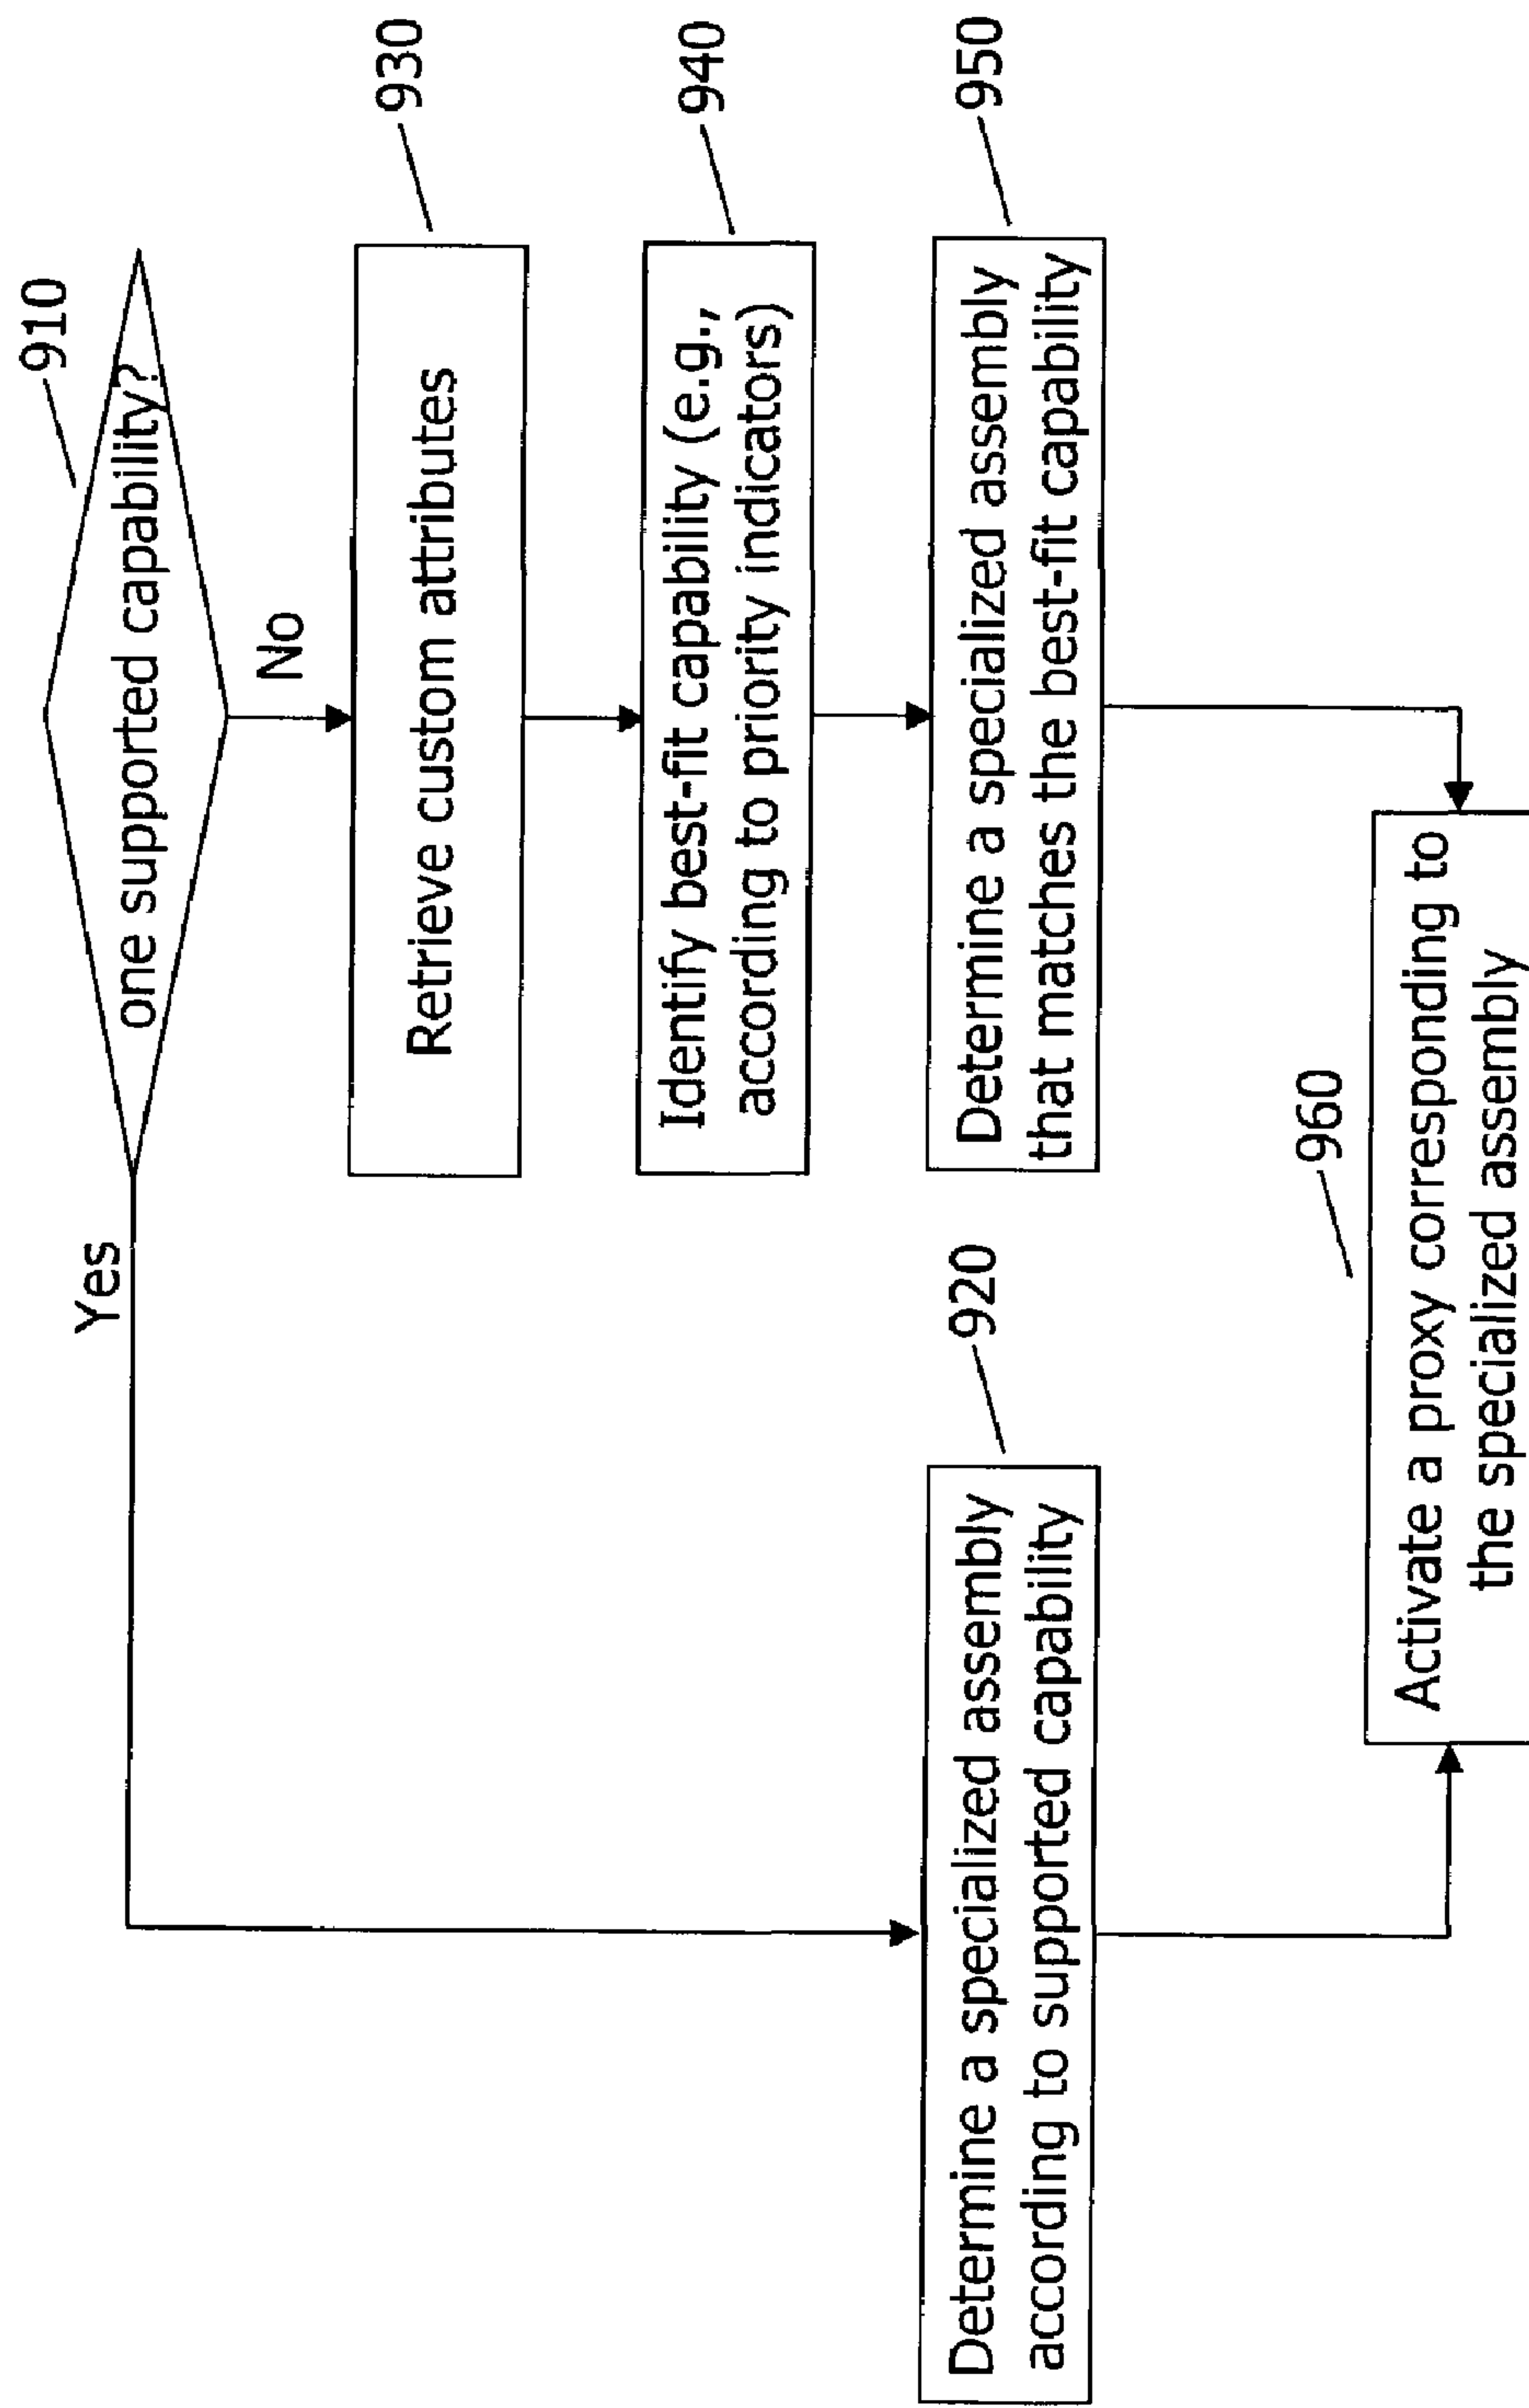 910
one supported capability?
Yes
No
930
Retrieve custom attributes
940
Identify best-fit capability (e.g.,
according to priority indicators)
920
950
Determine a specialized assembly
according to supported capability
Determine a specialized assembly
that matches the best-fit capability
960
Activate a proxy corresponding to
the specialized assembly